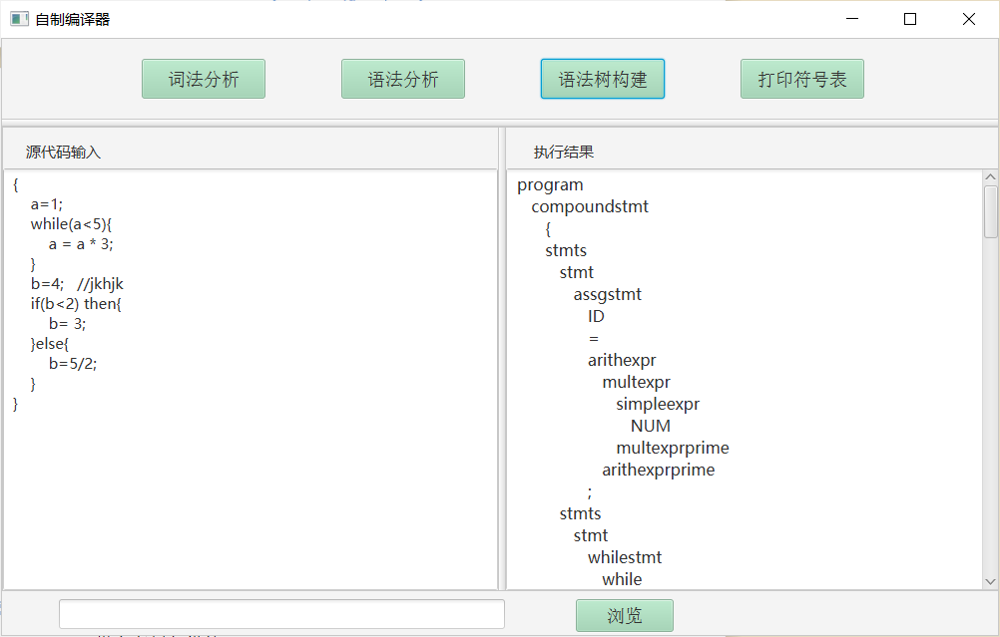 自制编译器
词法分析 语法分析 语法树构建 打印符号表
源代码输入
{
a=1;
while(a<5){
a = a * 3;
}
b=4; //jkhjk
if(b<2) then{
b= 3;
}else{
b=5/2;
}
}
执行结果
program
compoundstmt
{
stmts
stmt
assgstmt
ID
=
arithexpr
multexpr
simpleexpr
NUM
multexprprime
arithexprprime
;
stmts
stmt
whilestmt
while
浏览